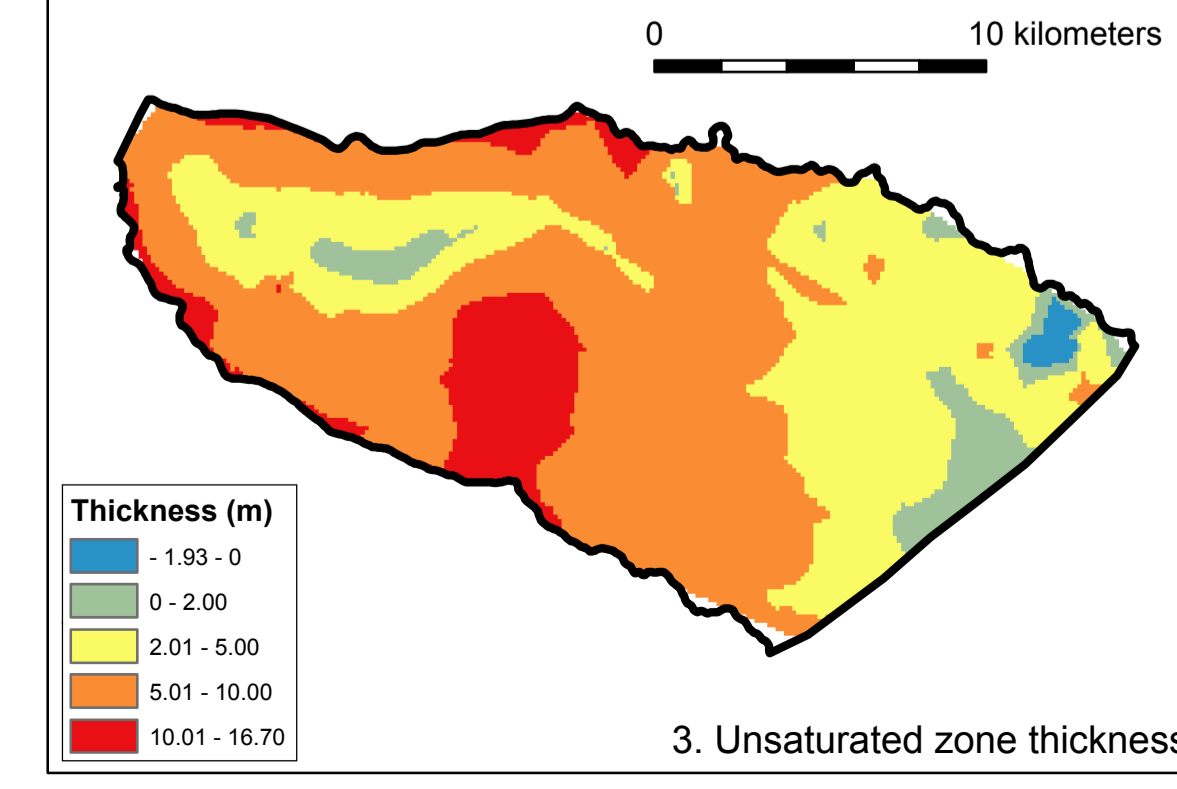 0 10 kilometers
Thickness (m)
- 1.93 - 0
0 - 2.00
2.01 - 5.00
5.01 - 10.00
10.01 - 16.70
3. Unsaturated zone thickness